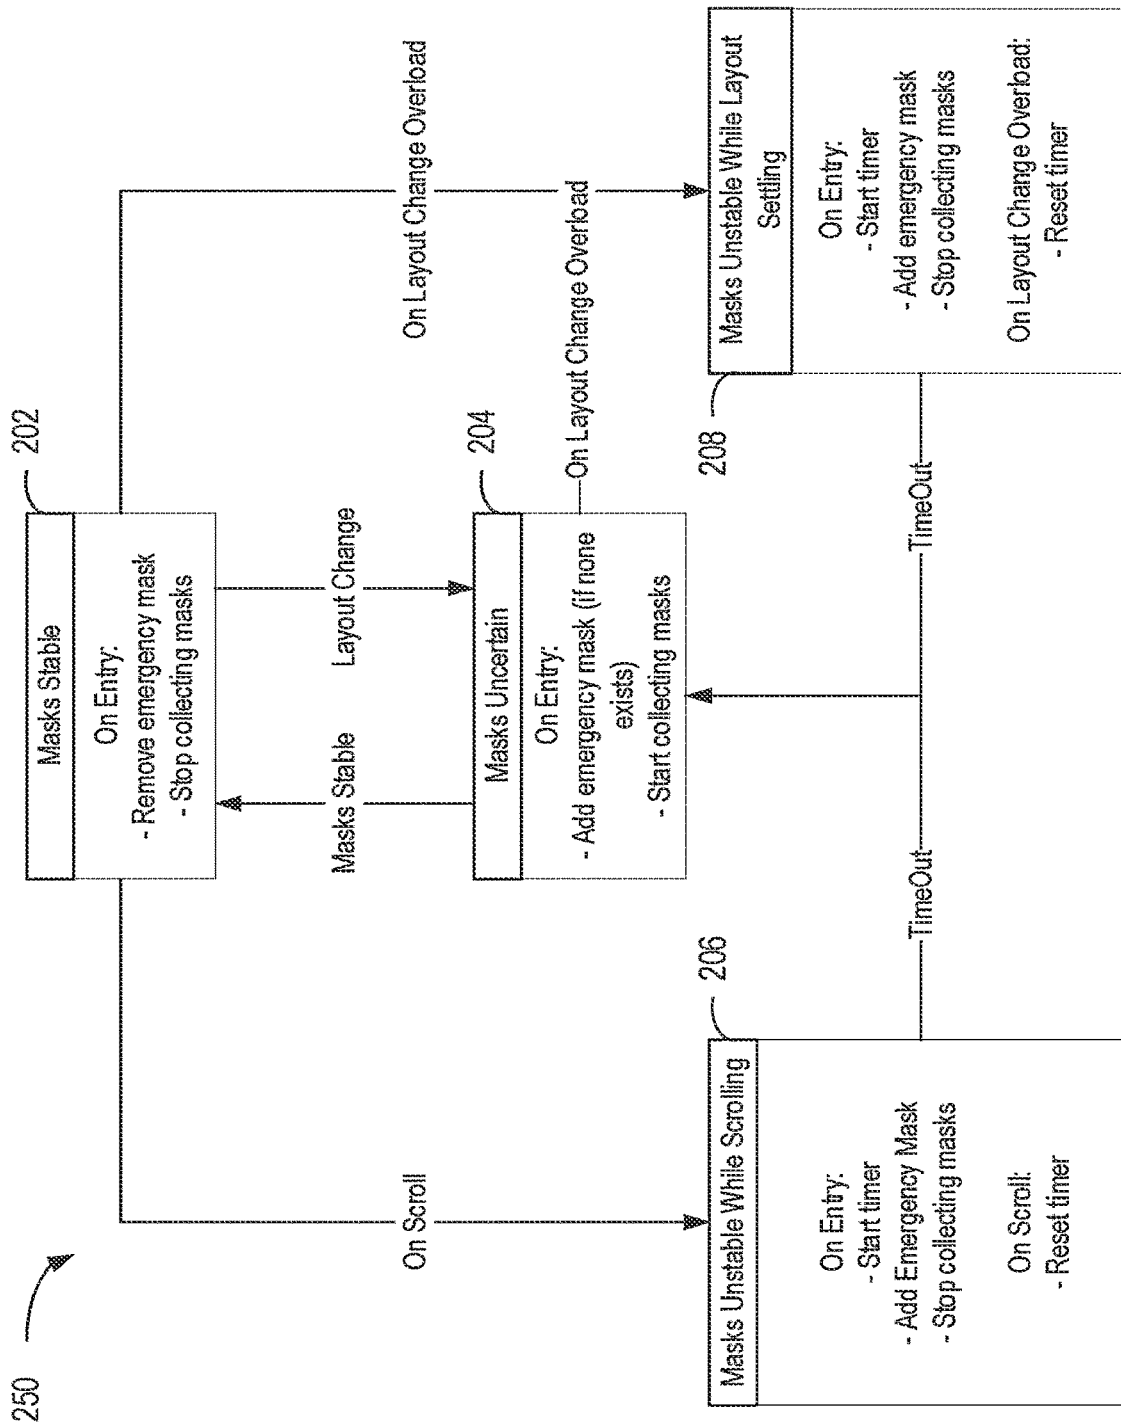 250
Masks Stable
202
On Entry:
- Remove emergency mask
- Stop collecting masks
Masks Stable
Layout Change
On Scroll
On Layout Change Overload
Masks Uncertain
204
On Entry:
- Add emergency mask (if none
exists)
- Start collecting masks
On Layout Change Overload
Masks Unstable While Scrolling
206
On Entry:
- Start timer
- Add Emergency Mask
- Stop collecting masks
On Scroll:
- Reset timer
TimeOut
TimeOut
208
Masks Unstable While Layout
Settling
On Entry:
- Start timer
- Add emergency mask
- Stop collecting masks
On Layout Change Overload:
- Reset timer